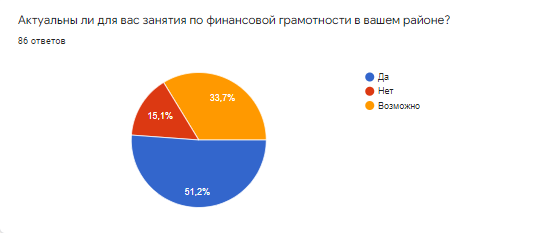 Актуальны ли для вас занятия по финансовой грамотности в вашем районе?
86 ответов
33,7%
15,1%
51,2%
Да
Нет
Возможно